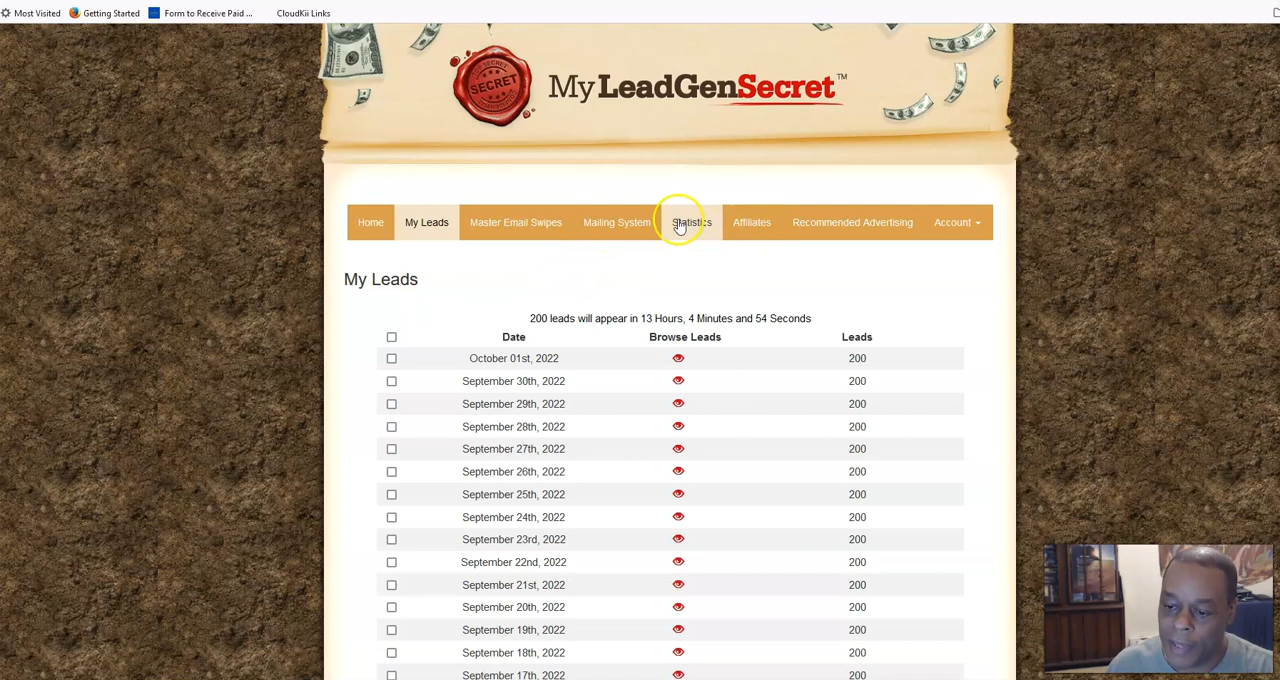 Most Visited Getting Started Form to Receive Paid ... CloudKii Links
SECRET
MyLeadGenSecret™
Home My Leads Master Email Swipes Mailing System Statistics Affiliates Recommended Advertising Account
My Leads
200 leads will appear in 13 Hours, 4 Minutes and 54 Seconds
Date Browse Leads Leads
October 01st, 2022 200
September 30th, 2022 200
September 29th, 2022 200
September 28th, 2022 200
September 27th, 2022 200
September 26th, 2022 200
September 25th, 2022 200
September 24th, 2022 200
September 23rd, 2022 200
September 22nd, 2022 200
September 21st, 2022 200
September 20th, 2022 200
September 19th, 2022 200
September 18th, 2022 200
September 17th, 2022 200